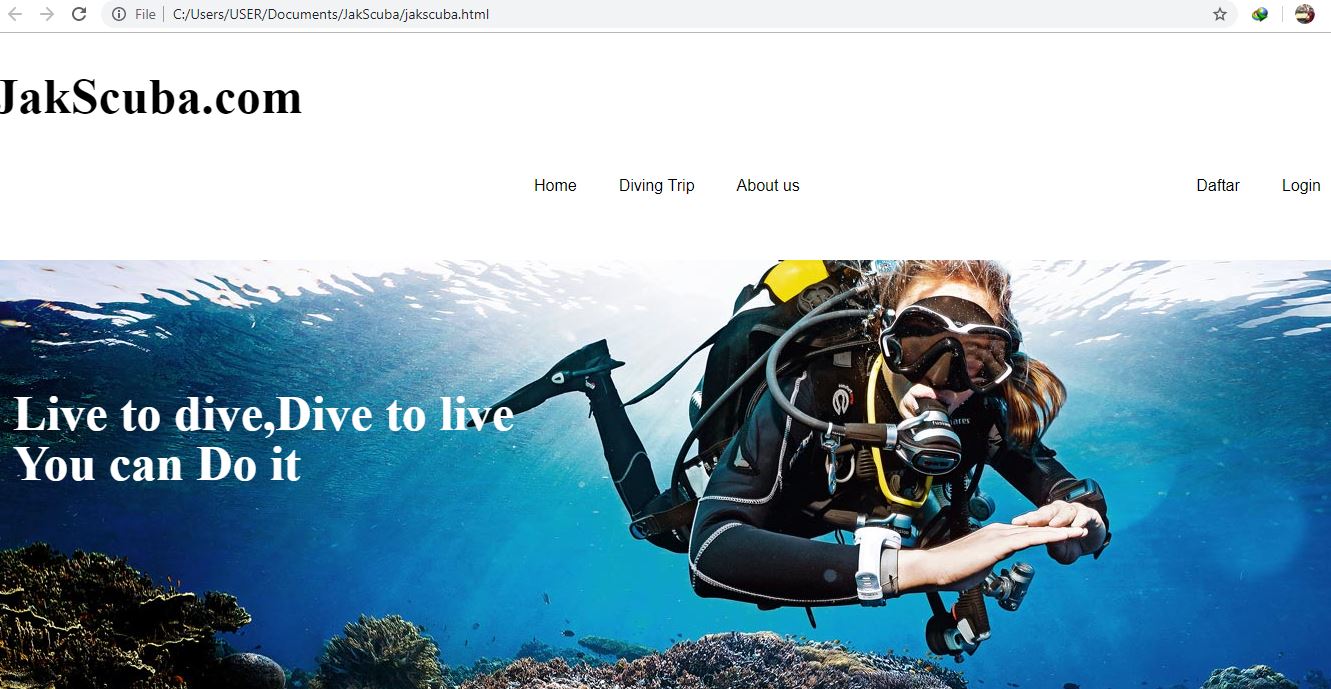 File C:/Users/USER/Documents/JakScuba/jakscuba.html
JakScuba.com
Home Diving Trip About us Daftar Login
Live to dive,Dive to live
You can Do it